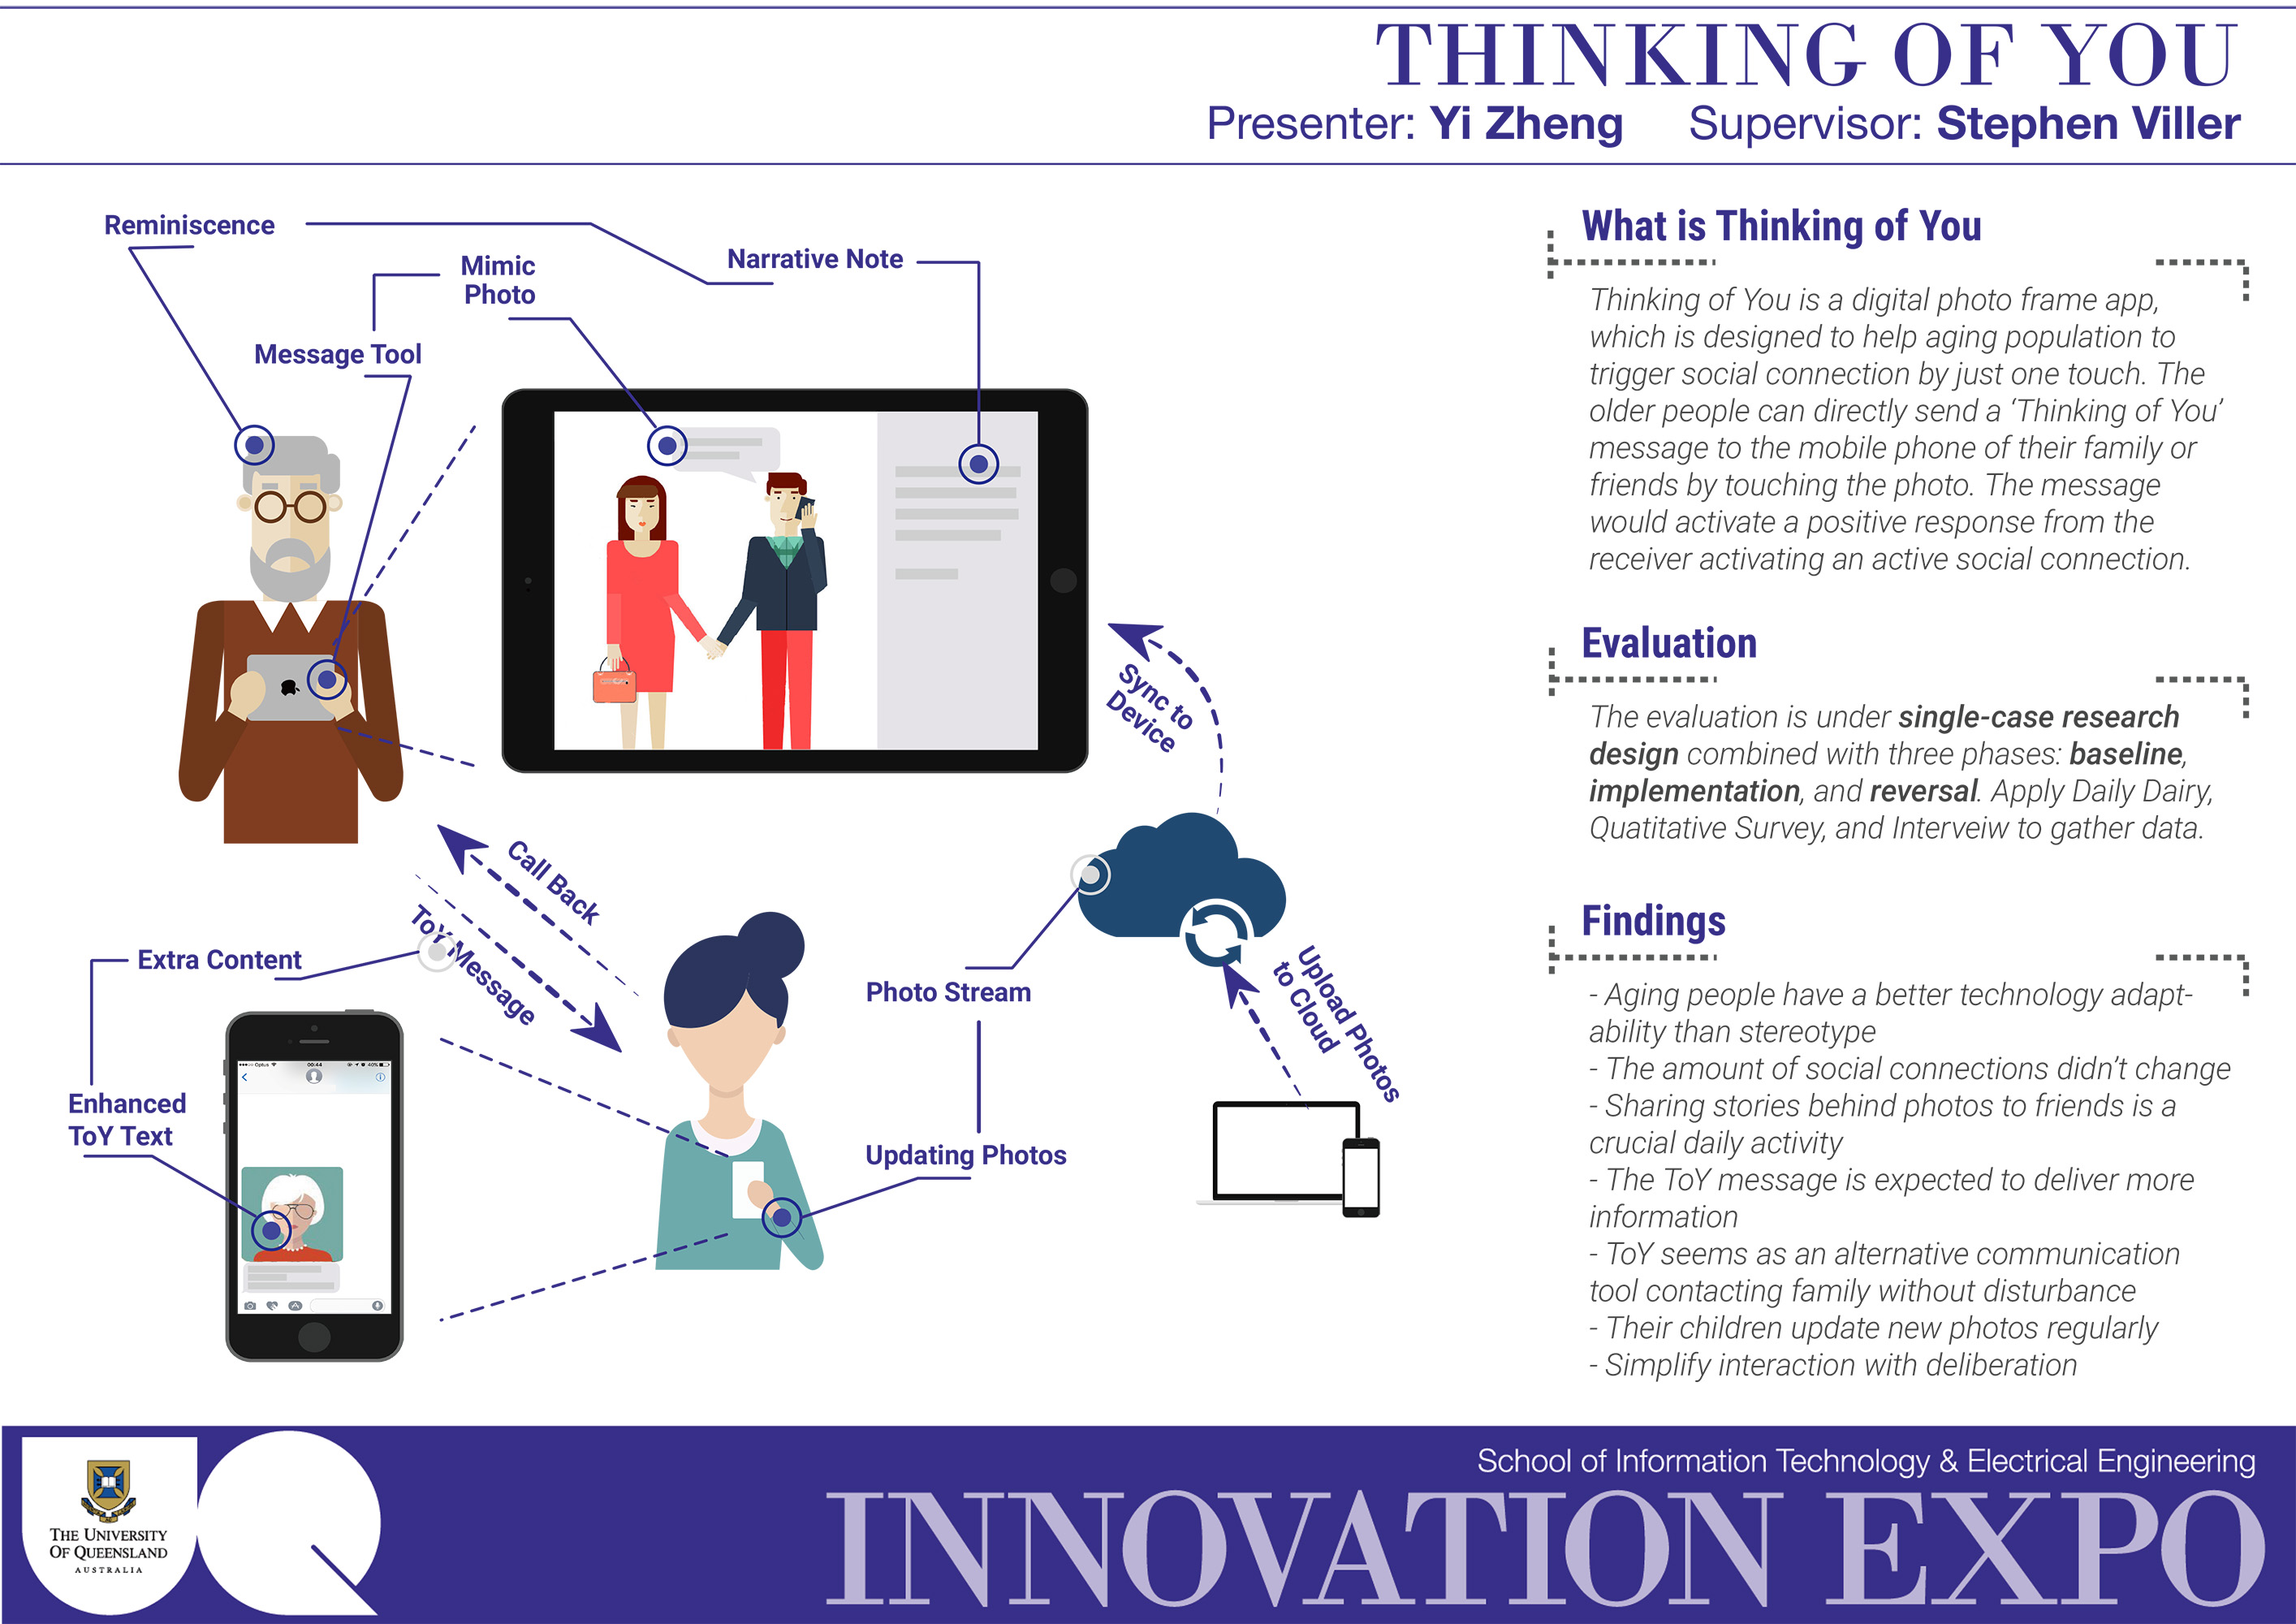 THINKING OF YOU
Presenter: Yi Zheng Supervisor: Stephen Viller
Reminiscence
Mimic
Photo
Narrative Note
Message Tool
Sync to
Device
Call Back
ToY Message
Extra Content
Photo Stream
Upload Photos
to Cloud
Enhanced
ToY Text
Updating Photos
Optus
00:44
40%
What is Thinking of You
Thinking of You is a digital photo frame app,
which is designed to help aging population to
trigger social connection by just one touch. The
older people can directly send a ‘Thinking of You’
message to the mobile phone of their family or
friends by touching the photo. The message
would activate a positive response from the
receiver activating an active social connection.
Evaluation
The evaluation is under single-case research
design combined with three phases: baseline,
implementation, and reversal. Apply Daily Dairy,
Quatitative Survey, and Interveiw to gather data.
Findings
- Aging people have a better technology adapt-
ability than stereotype
- The amount of social connections didn’t change
- Sharing stories behind photos to friends is a
crucial daily activity
- The ToY message is expected to deliver more
information
- ToY seems as an alternative communication
tool contacting family without disturbance
- Their children update new photos regularly
- Simplify interaction with deliberation
THE UNIVERSITY
OF QUEENSLAND
AUSTRALIA
School of Information Technology & Electrical Engineering
INNOVATION EXPO